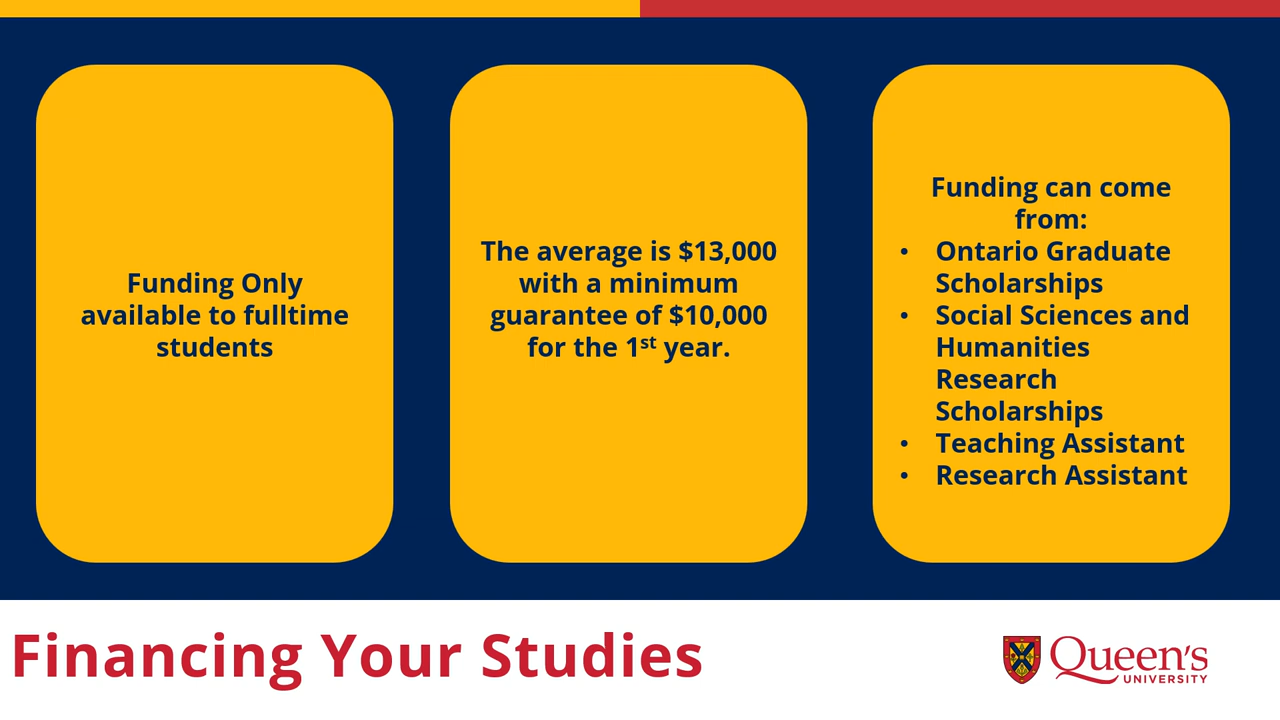 Funding Only
available to fulltime
students
The average is $13,000
with a minimum
guarantee of $10,000
for the 1st year.
Funding can come
from:
• Ontario Graduate
Scholarships
• Social Sciences and
Humanities
Research
Scholarships
• Teaching Assistant
• Research Assistant
Financing Your Studies
Queen's
UNIVERSITY